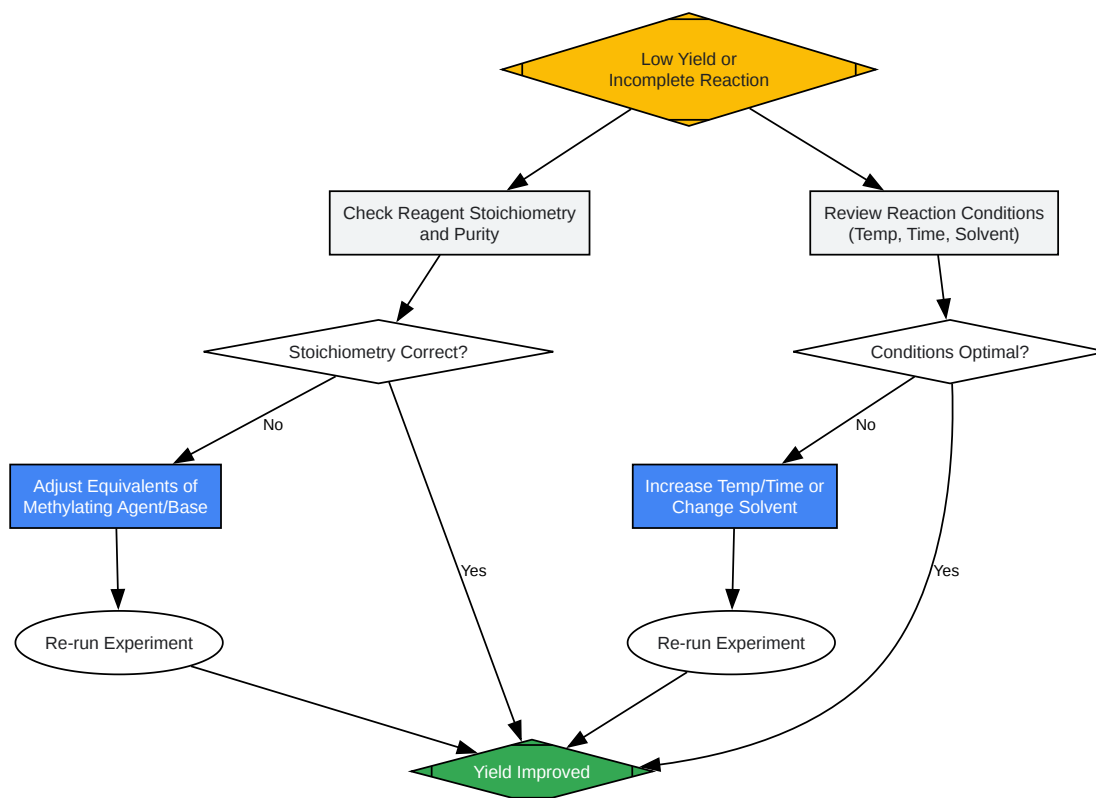 Low Yield or
Incomplete Reaction
Check Reagent Stoichiometry
and Purity
Review Reaction Conditions
(Temp, Time, Solvent)
Stoichiometry Correct?
Conditions Optimal?
No
No
Adjust Equivalents of
Methylating Agent/Base
Increase Temp/Time or
Change Solvent
Yes
Yes
Re-run Experiment
Re-run Experiment
Yield Improved